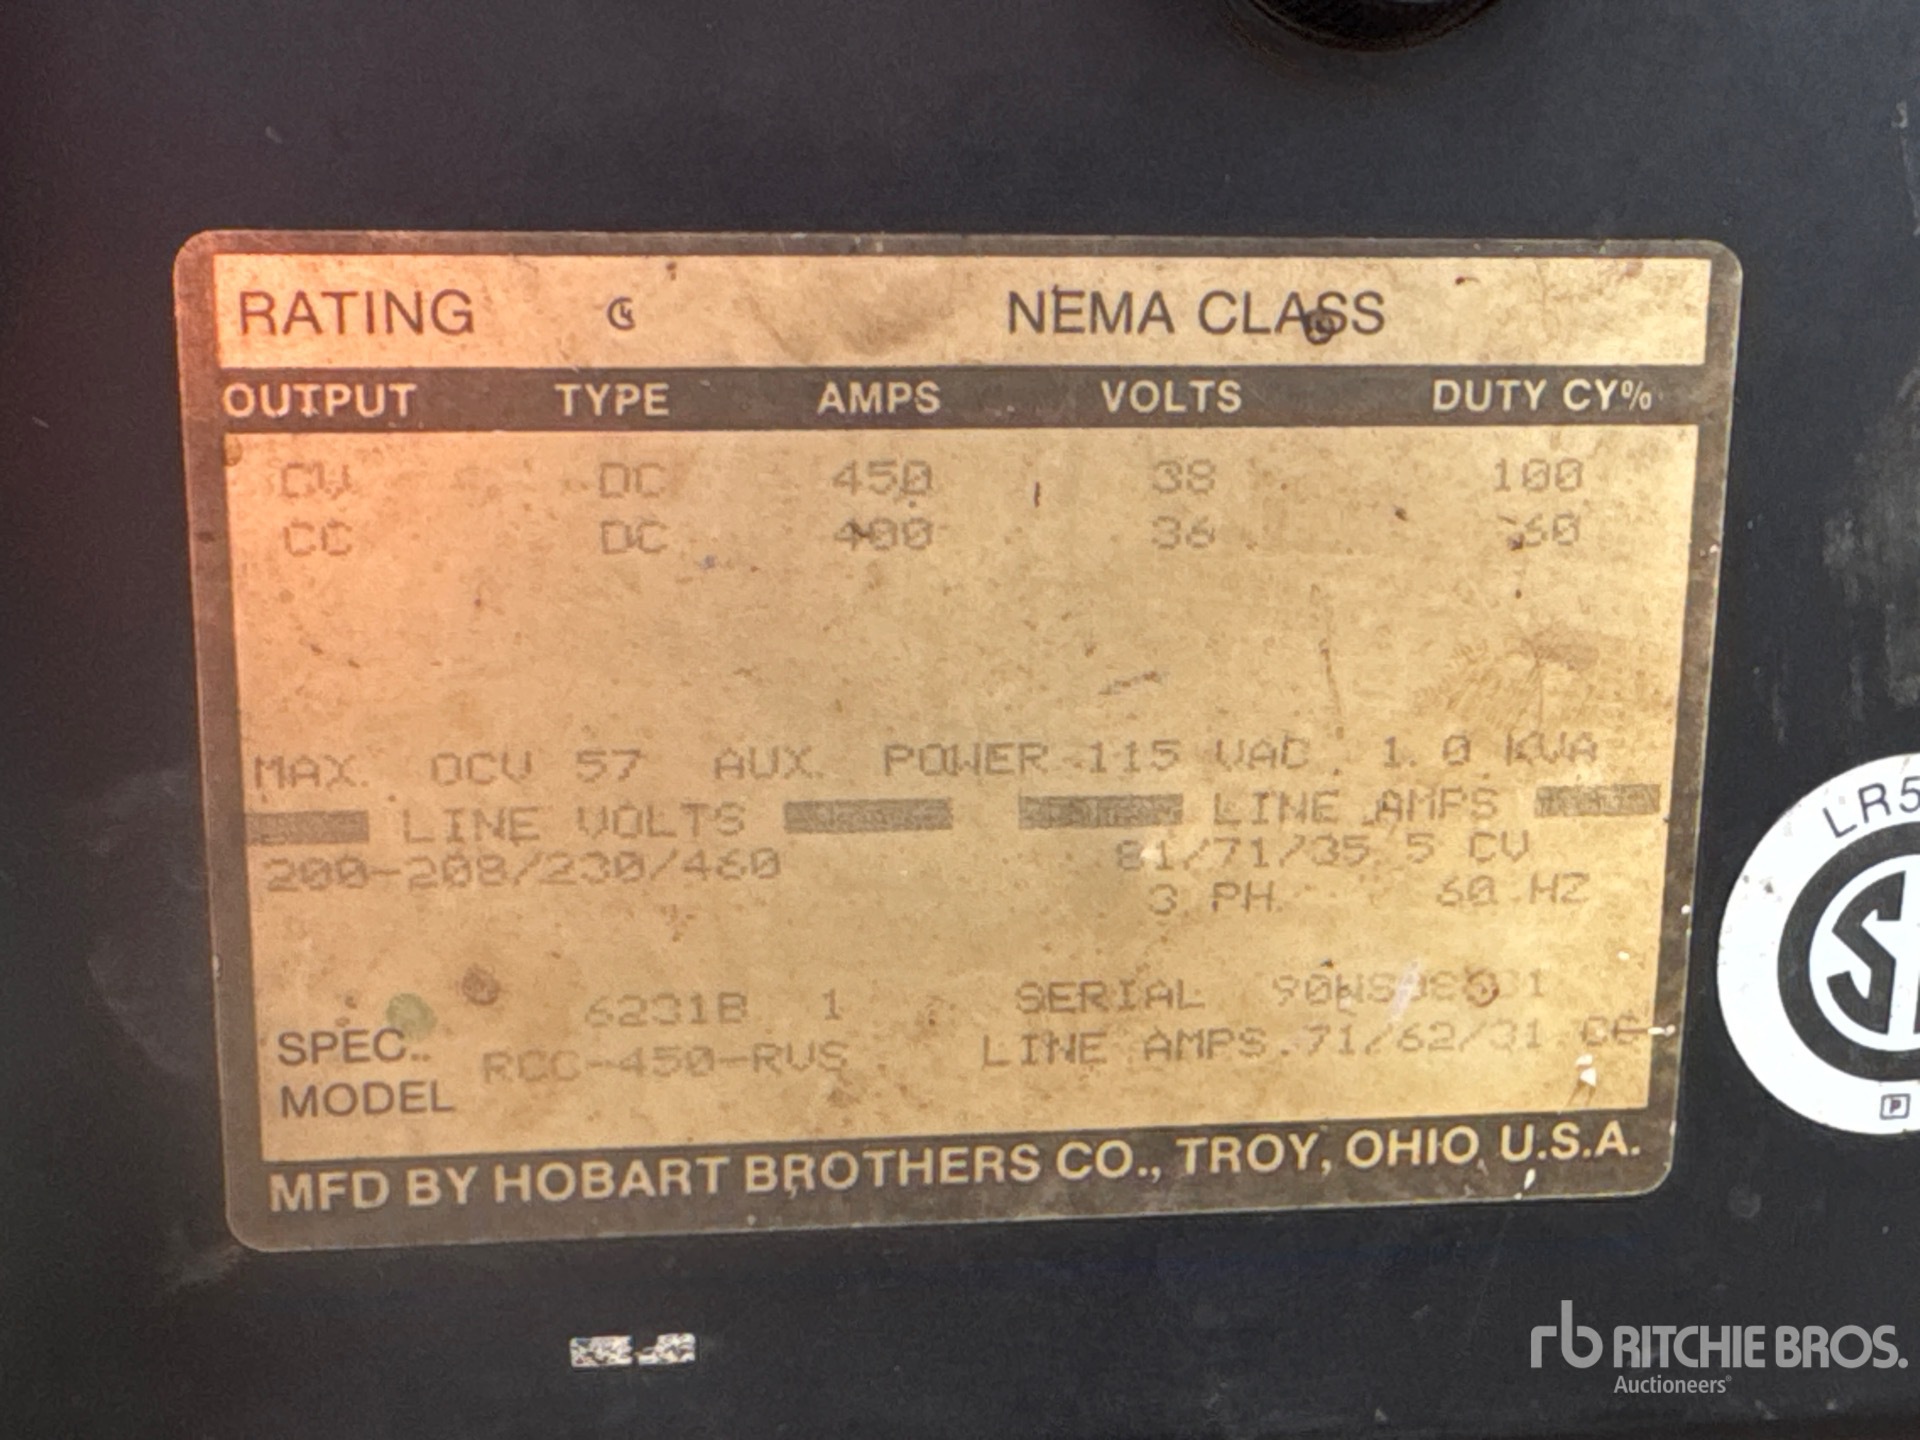 RATING NEMA CLASS
OUTPUT TYPE AMPS VOLTS DUTY CY%
CV DC 450 38 100
CC DC 400 36 60
MAX. OCV 57 AUX. POWER 115 VAC 1.0 KVA
LINE VOLTS LINE AMPS
200-208/230/460 81/71/35.5 CV
3 PH. 60 HZ
6231B 1 SERIAL
SPEC.. RCC-450-RVS LINE AMPS.71/62/31 CC
MODEL
MFD BY HOBART BROTHERS CO., TROY, OHIO U.S.A.
LR5
P
rb RITCHIE BROS.
Auctioneers